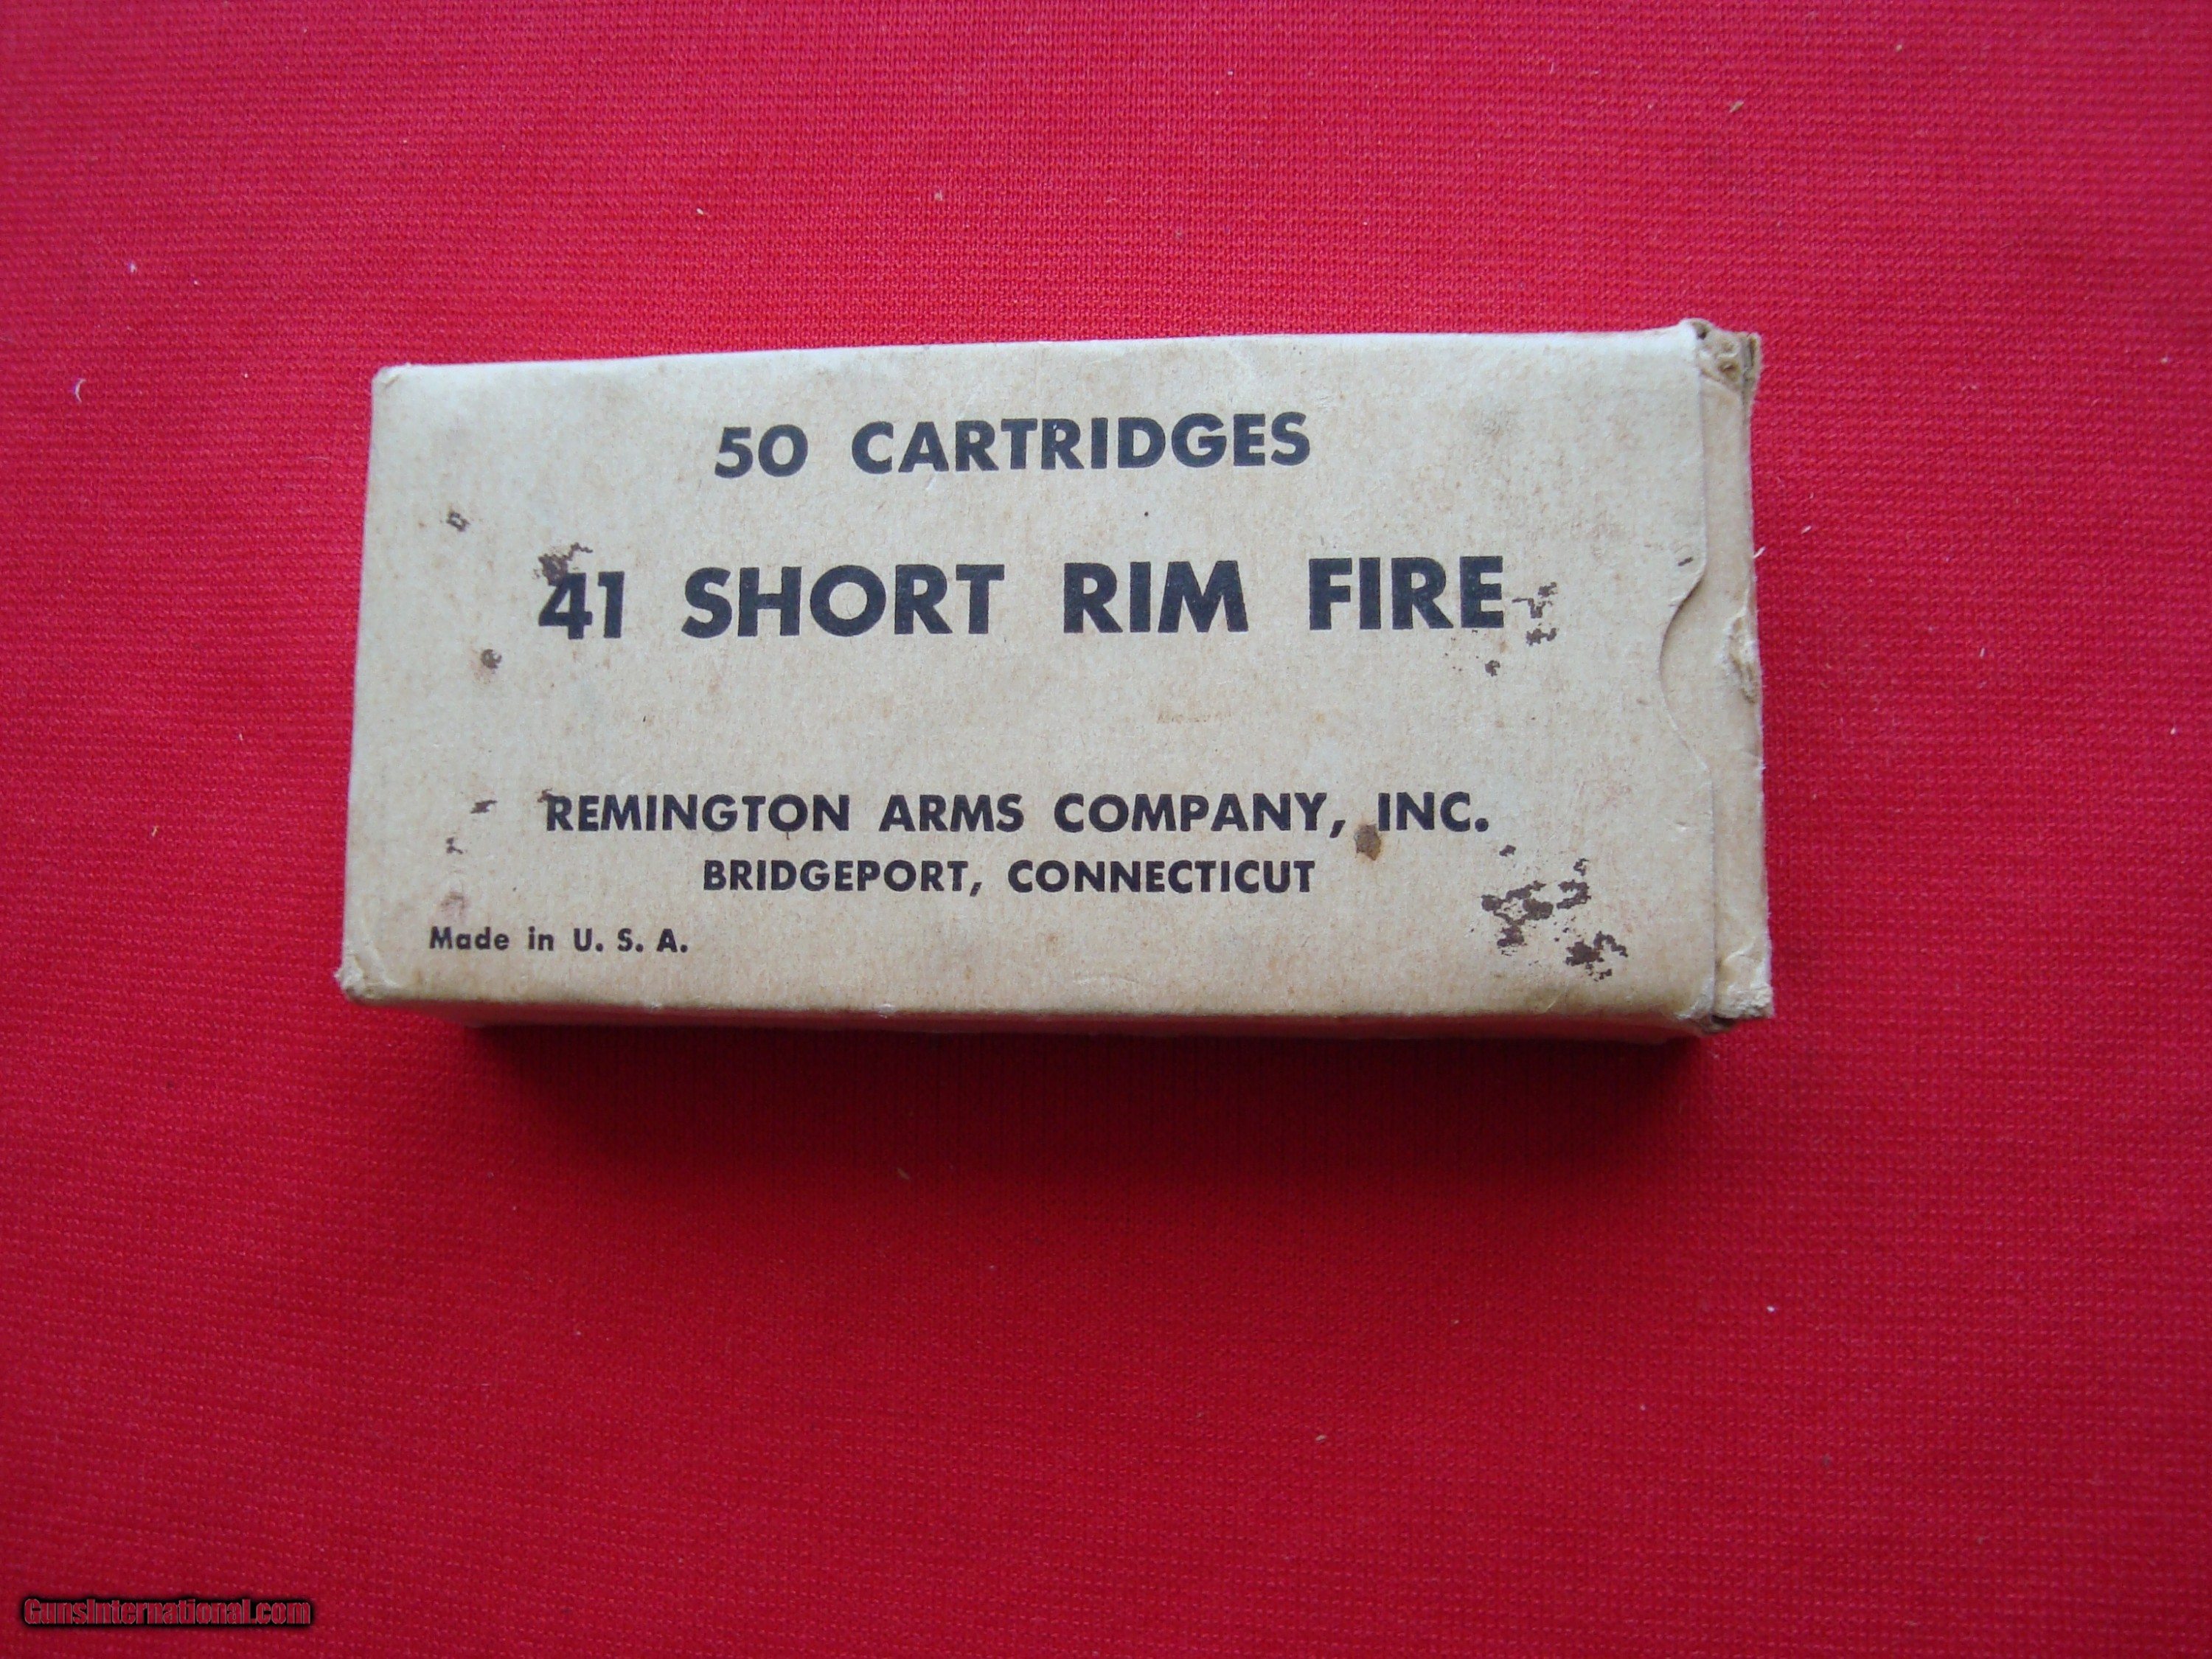 50 CARTRIDGES
41 SHORT RIM FIRE
REMINGTON ARMS COMPANY, INC.
BRIDGEPORT, CONNECTICUT
Made in U. S. A.
GunsInternational.com